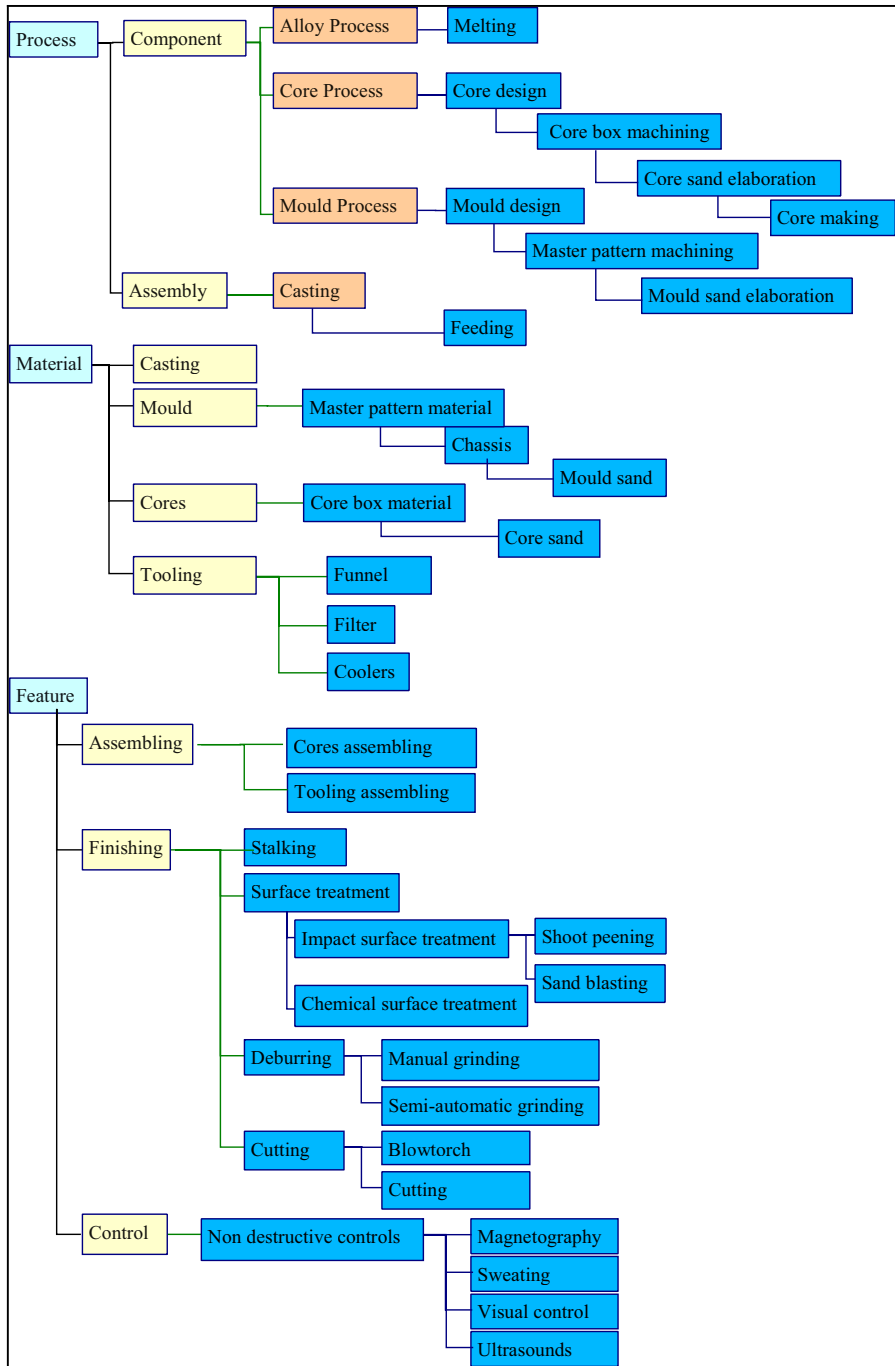 Alloy Process
Melting
Process
Component
Core Process
Core design
Core box machining
Core sand elaboration
Mould Process
Mould design
Core making
Master pattern machining
Assembly
Casting
Mould sand elaboration
Feeding
Material
Casting
Mould
Master pattern material
Chassis
Mould sand
Cores
Core box material
Core sand
Tooling
Funnel
Filter
Coolers
Feature
Assembling
Cores assembling
Tooling assembling
Finishing
Stalking
Surface treatment
Impact surface treatment
Shoot peening
Sand blasting
Chemical surface treatment
Deburring
Manual grinding
Semi-automatic grinding
Cutting
Blowtorch
Cutting
Control
Non destructive controls
Magnetography
Sweating
Visual control
Ultrasounds